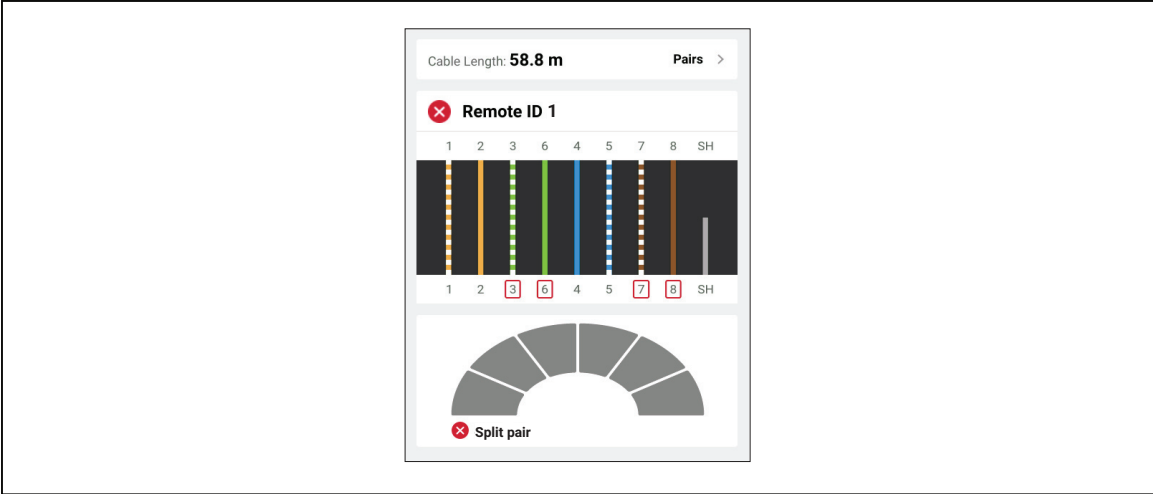 Cable Length: 58.8 m Pairs >
Remote ID 1
1 2 3 6 4 5 7 8 SH
1 2 3 6 4 5 7 8 SH
Split pair